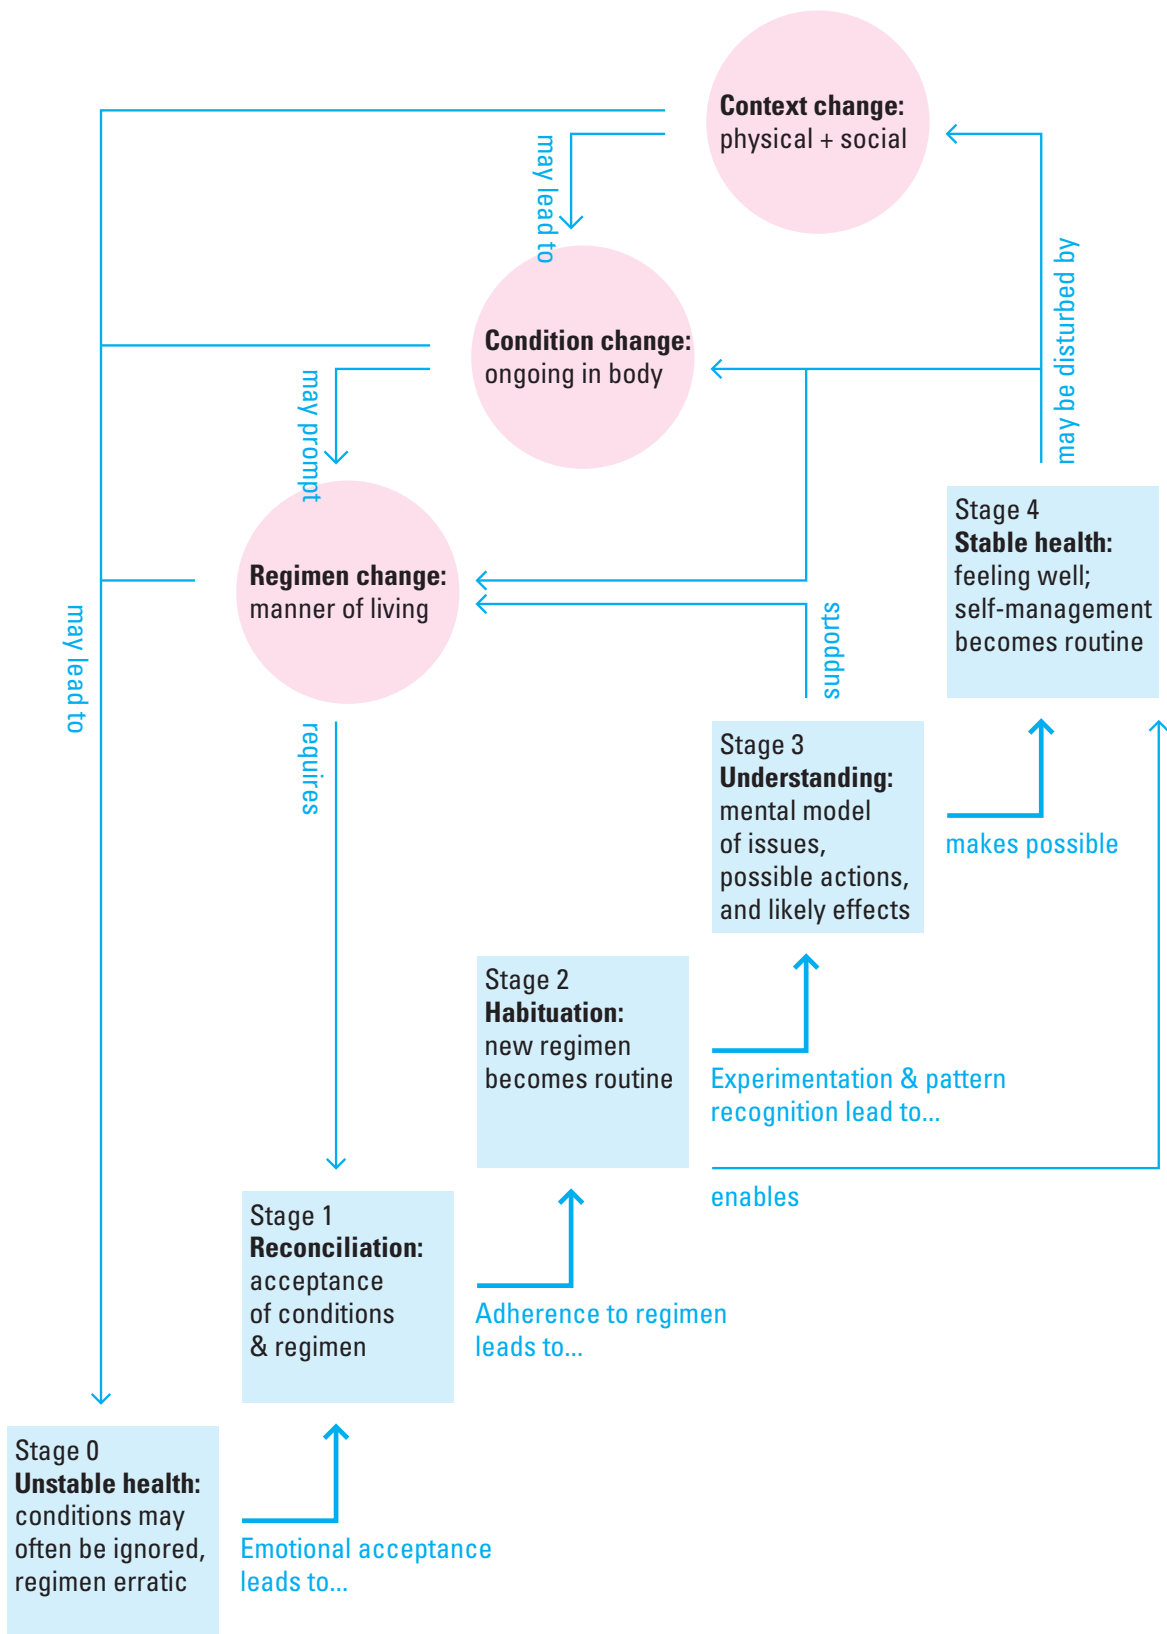 Context change:
physical + social
may lead to
may be disturbed by
Condition change:
ongoing in body
may prompt
Stage 4
Stable health:
feeling well;
self-management
becomes routine
Regimen change:
manner of living
supports
may lead to
requires
Stage 3
Understanding:
mental model
of issues,
possible actions,
and likely effects
makes possible
Stage 2
Habituation:
new regimen
becomes routine
Experimentation & pattern
recognition lead to...
enables
Stage 1
Reconciliation:
acceptance
of conditions
& regimen
Adherence to regimen
leads to...
Stage 0
Unstable health:
conditions may
often be ignored,
regimen erratic
Emotional acceptance
leads to...